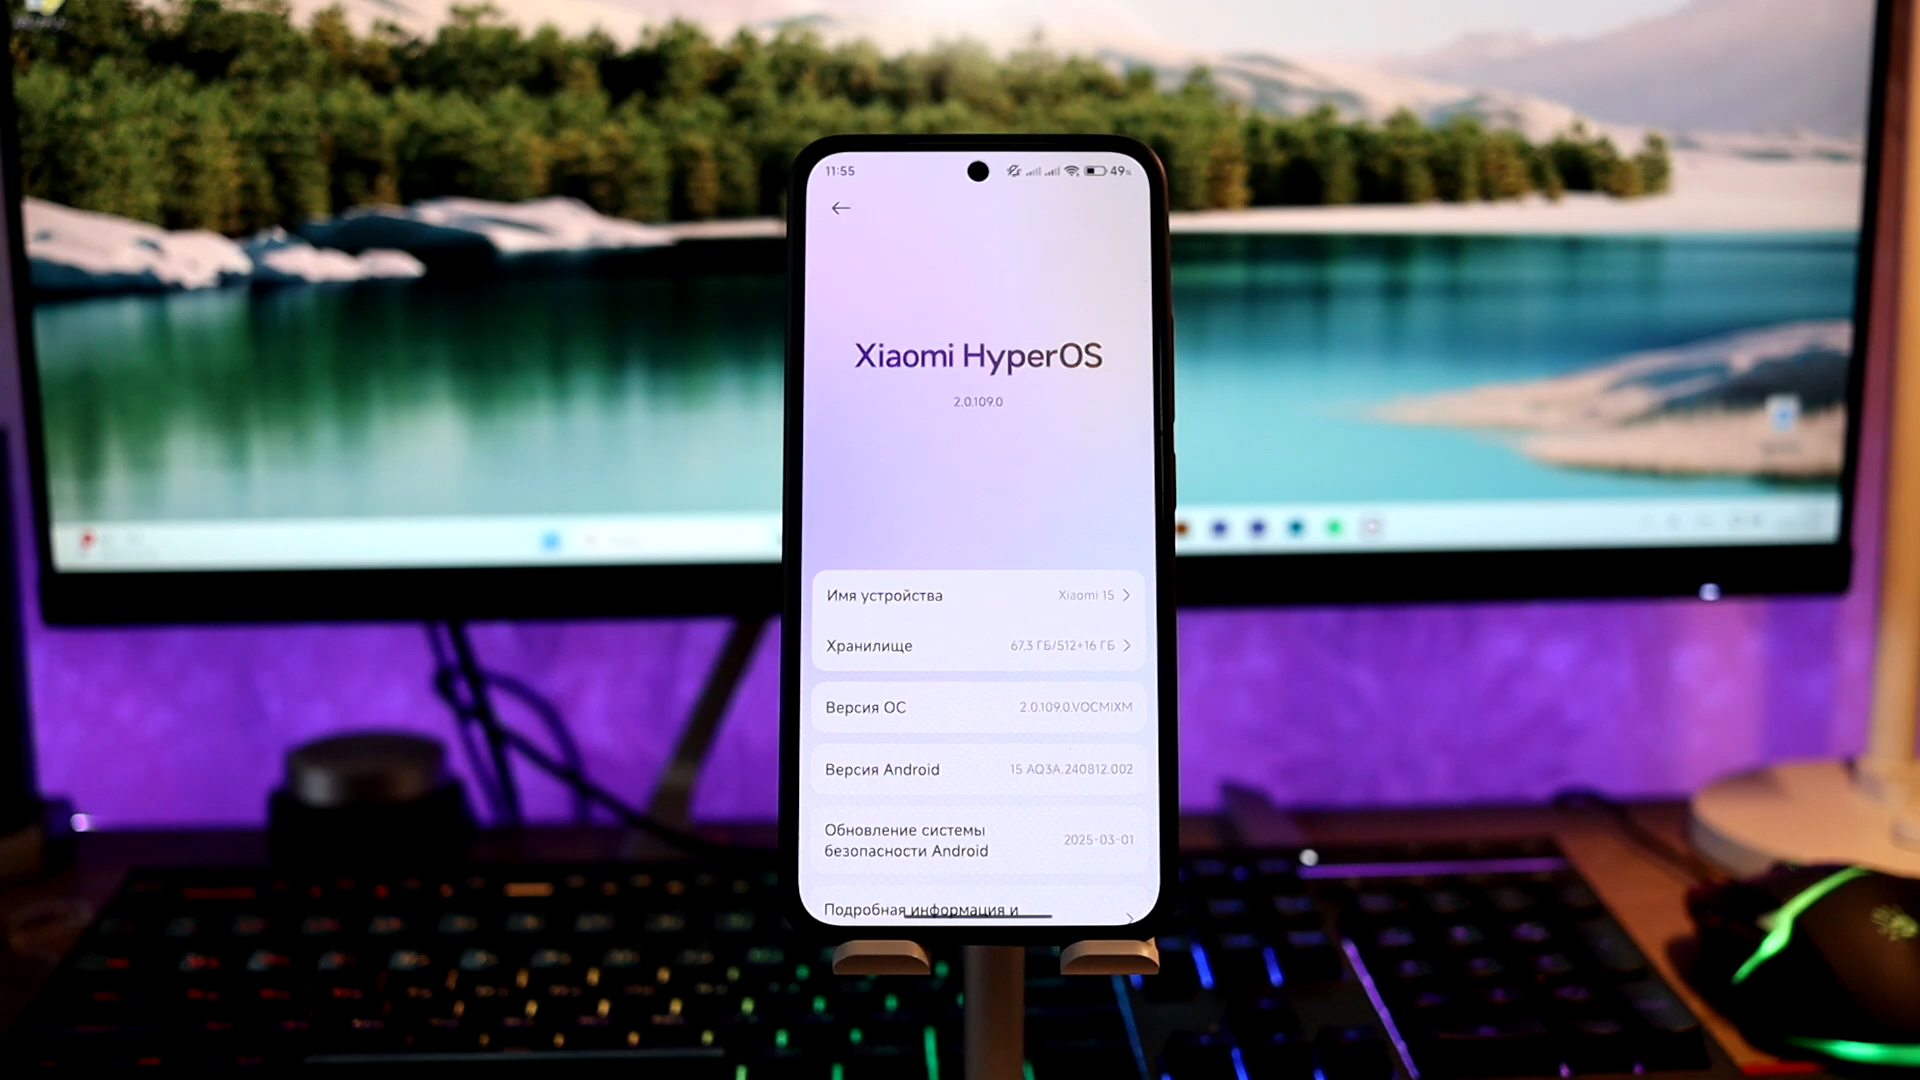 11:55
49%
Xiaomi HyperOS
2.0.109.0
Имя устройства
Xiaomi 15
Хранилище
67,3 ГБ/512+16 ГБ
Версия ОС
2.0.109.0.VOCMIXM
Версия Android
15 AQ3A.240812.002
Обновление системы
безопасности Android
2025-03-01
Подробная информация и